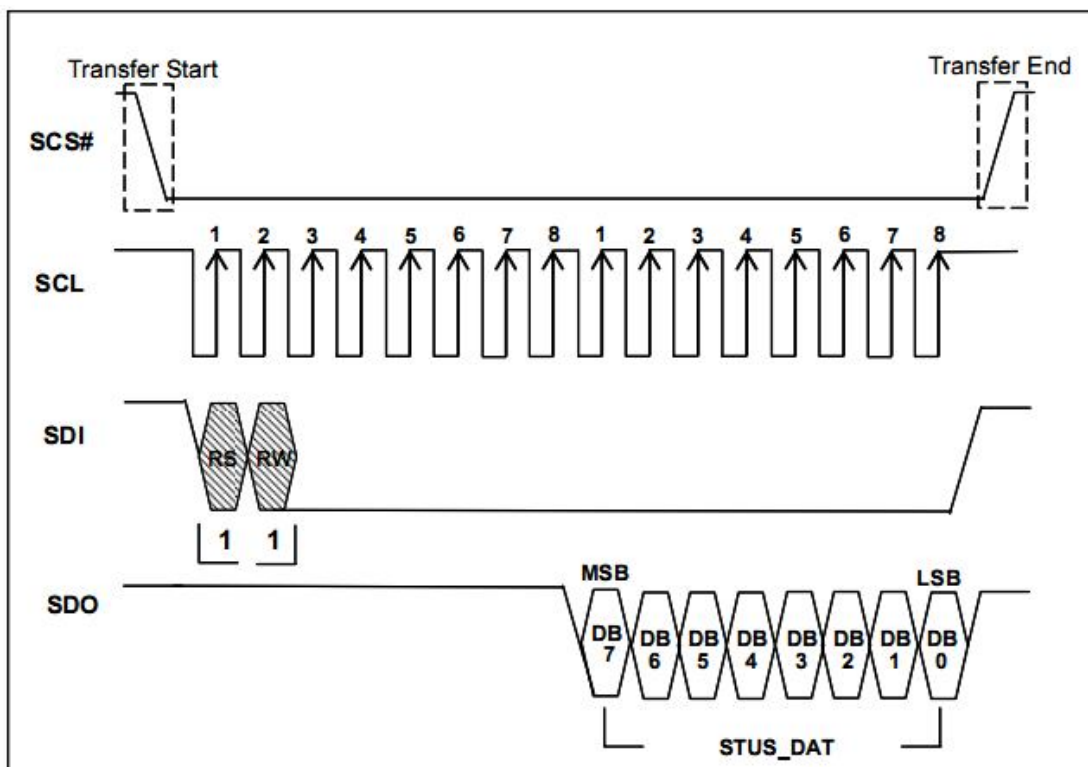 Transfer Start
Transfer End
SCS#
1 2 3 4 5 6 7 8 1 2 3 4 5 6 7 8
SCL
SDI
RS RW
1 1
MSB LSB
SDO
DB 7 DB 6 DB 5 DB 4 DB 3 DB 2 DB 1 DB 0
STUS_DAT